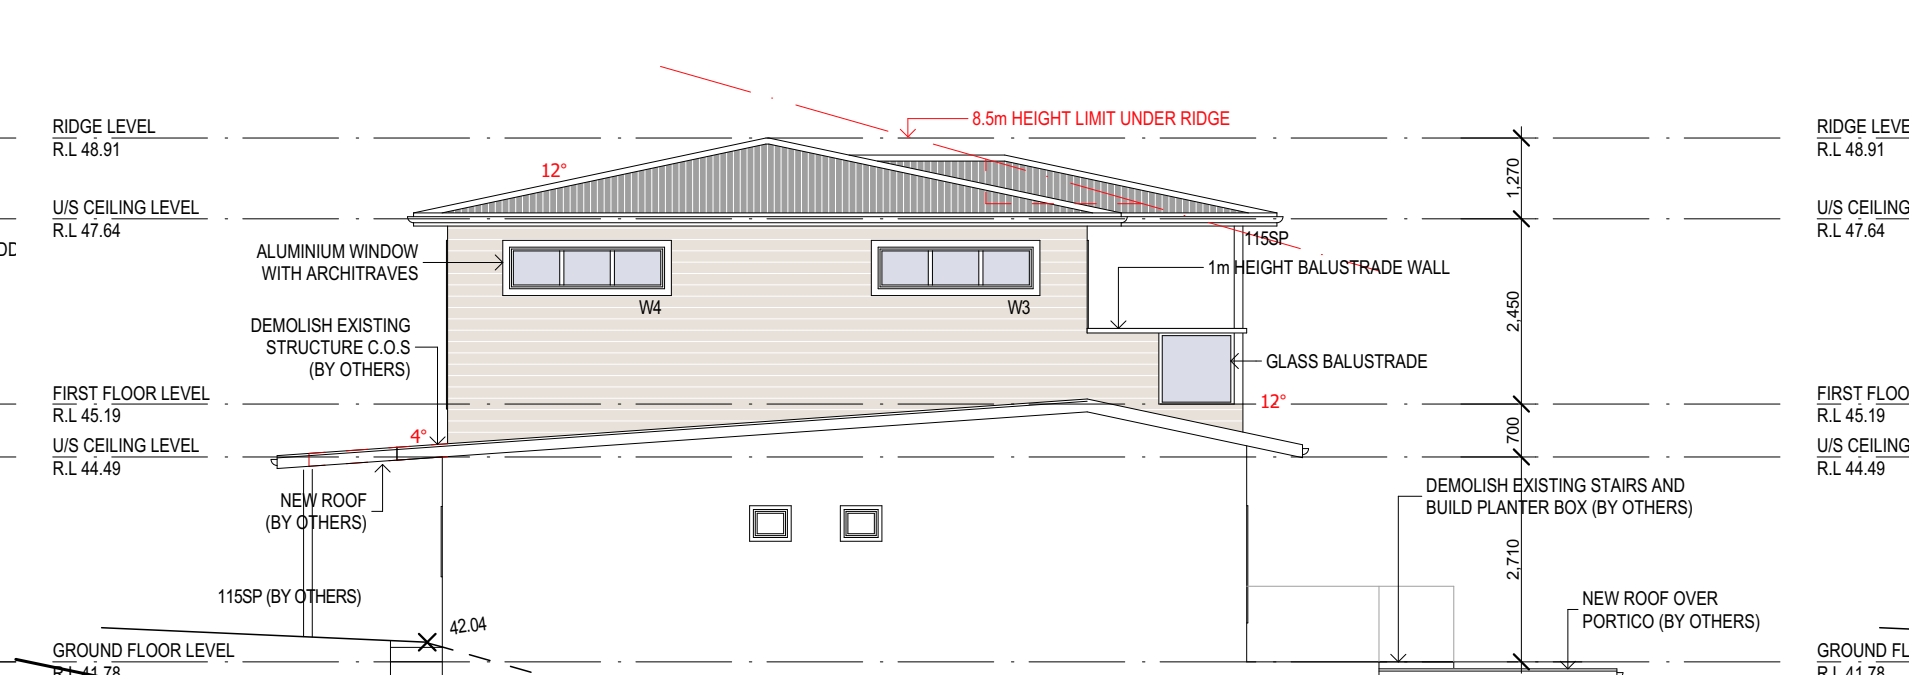 8.5m HEIGHT LIMIT UNDER RIDGE
RIDGE LEVEL
R.L 48.91
RIDGE LEVE
R.L 48.91
12°
1,270
U/S CEILING LEVEL
R.L 47.64
U/S CEILING
R.L 47.64
ALUMINIUM WINDOW
WITH ARCHITRAVES
115SP
1m HEIGHT BALUSTRADE WALL
W4
W3
2,450
DEMOLISH EXISTING
STRUCTURE C.O.S
(BY OTHERS)
GLASS BALUSTRADE
FIRST FLOOR LEVEL
R.L 45.19
12°
FIRST FLOO
R.L 45.19
4°
700
U/S CEILING LEVEL
R.L 44.49
U/S CEILING
R.L 44.49
NEW ROOF
(BY OTHERS)
DEMOLISH EXISTING STAIRS AND
BUILD PLANTER BOX (BY OTHERS)
2,710
115SP (BY OTHERS)
NEW ROOF OVER
PORTICO (BY OTHERS)
42.04
GROUND FLOOR LEVEL
R.L 41.78
GROUND FL
R.L 41.78